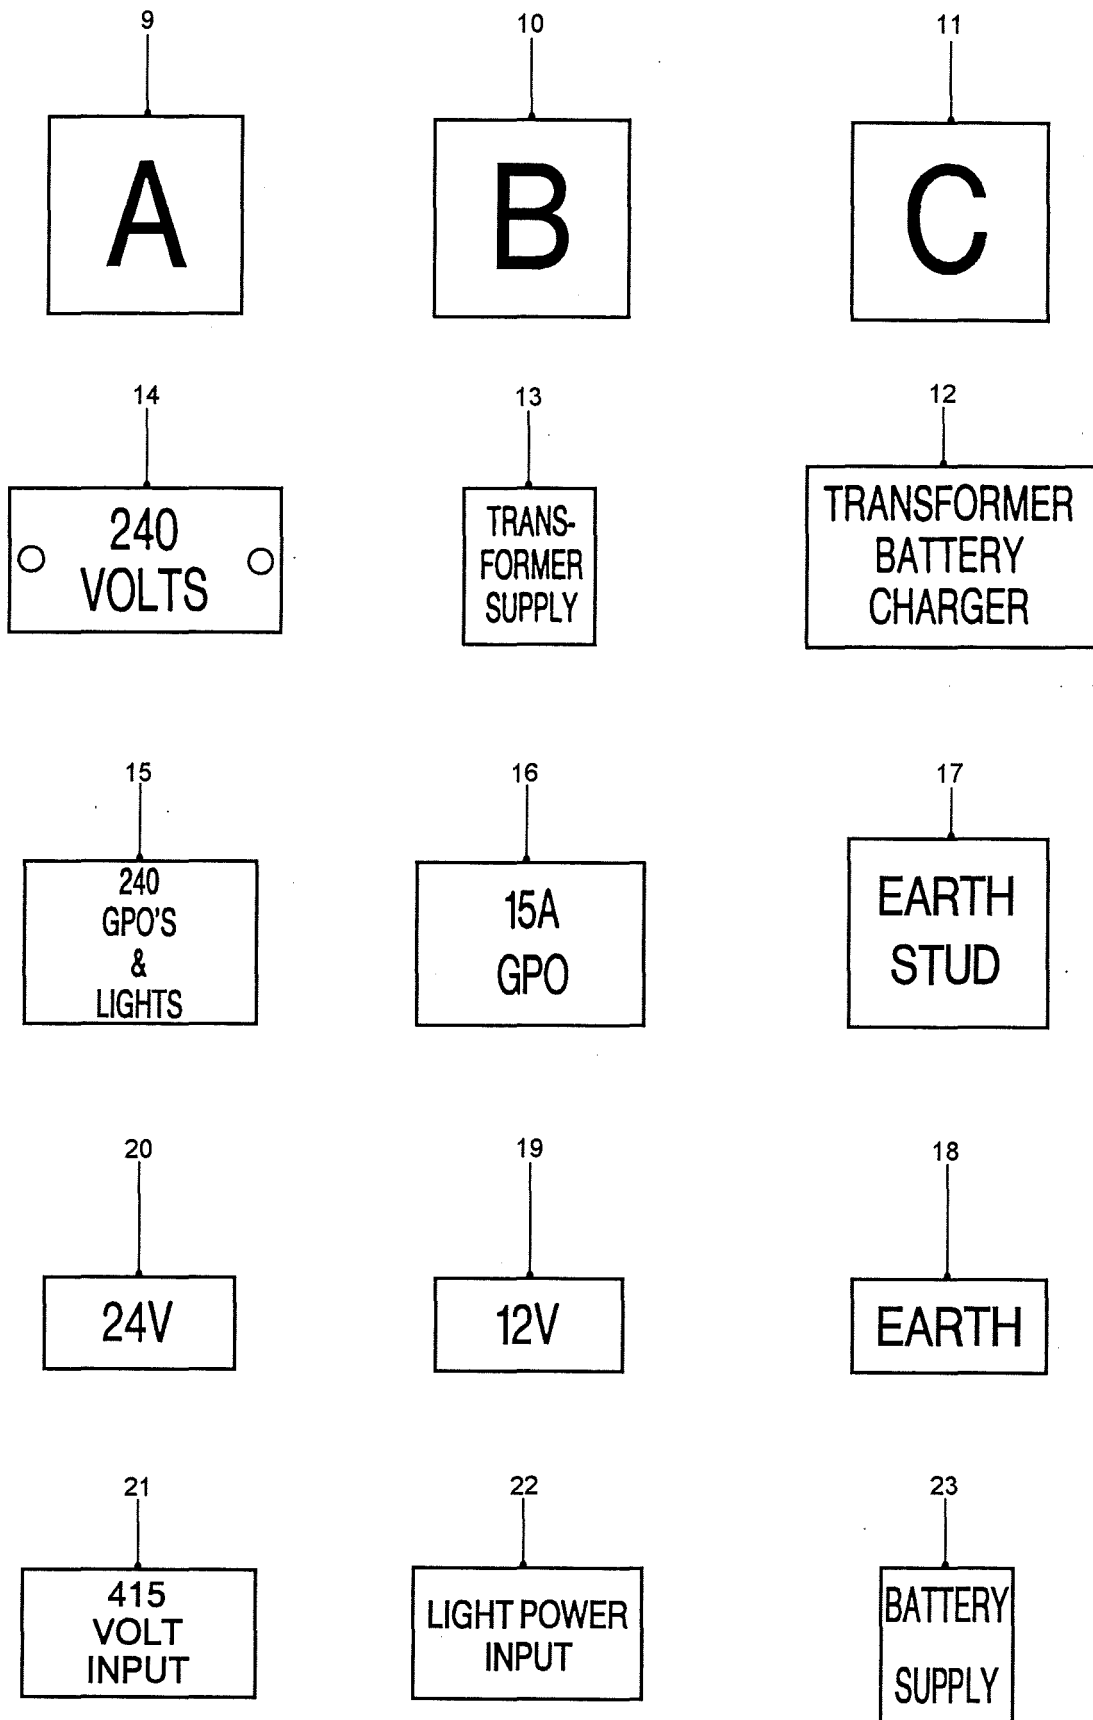 9
10
11
A
B
C
14
13
12
240
VOLTS
TRANS-
FORMER
SUPPLY
TRANSFORMER
BATTERY
CHARGER
15
16
17
240
GPO'S
&
LIGHTS
15A
GPO
EARTH
STUD
20
19
18
24V
12V
EARTH
21
22
23
415
VOLT
INPUT
LIGHT POWER
INPUT
BATTERY
SUPPLY